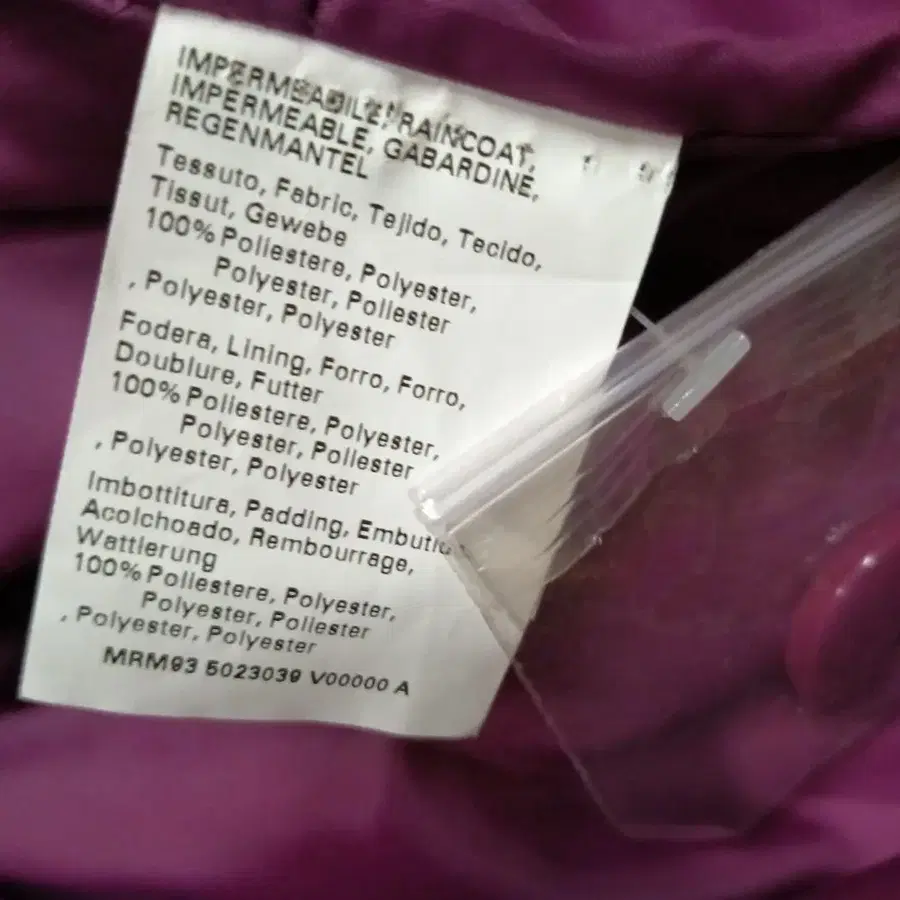 IMPERMEABILE, RAINCOAT,
IMPERMEABLE, GABARDINE,
REGENMANTEL
Tessuto, Fabric, Tejido, Tecido,
Tissut, Gewebe
100% Poliestere, Polyester,
Polyester, Poliester
, Polyester, Polyester
Fodera, Lining, Forro, Forro,
Doublure, Futter
100% Poliestere, Polyester,
Polyester, Poliester
, Polyester, Polyester
Imbottitura, Padding,
Acolchoado, Rembourrage,
Wattierung
100% Poliestere, Polyester,
Polyester, Poliester
, Polyester, Polyester
MRM93 5023039 V00000 A